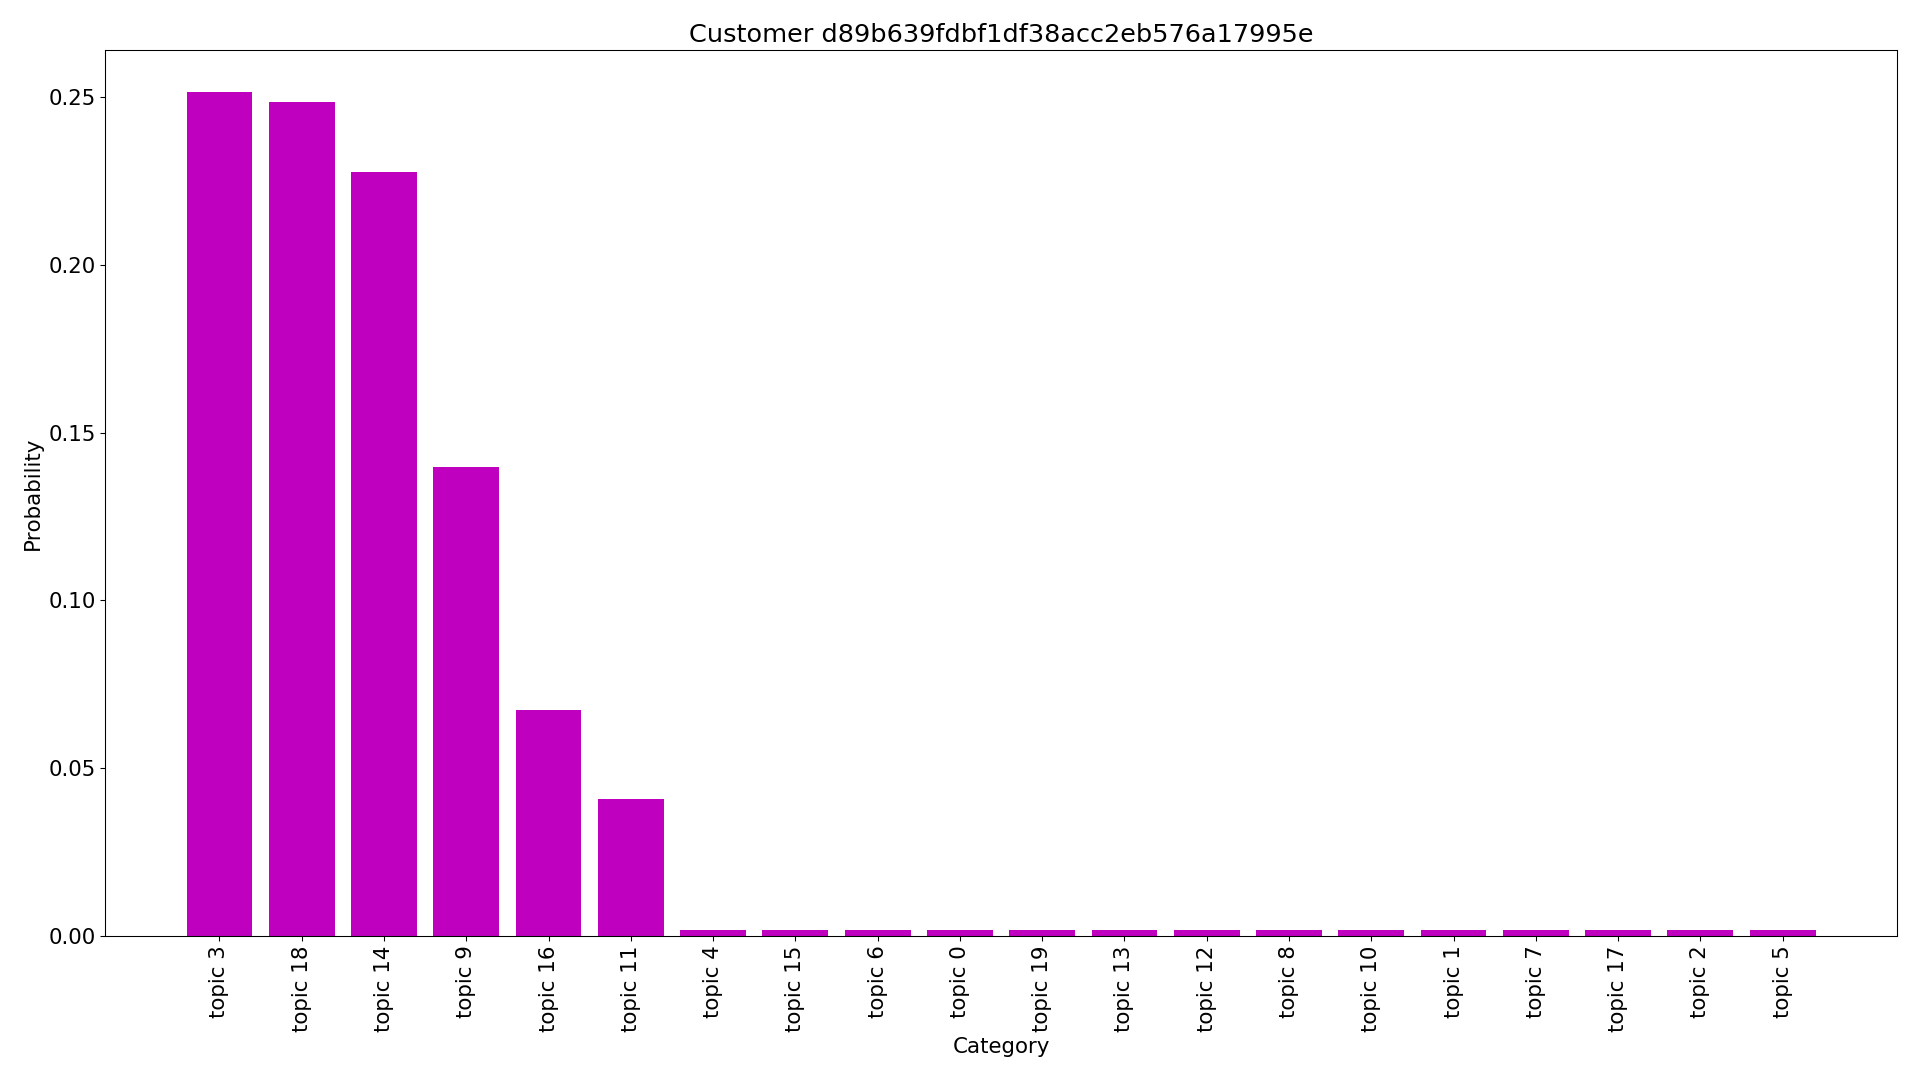 Customer d89b639fdbf1df38acc2eb576a17995e
Probability
0.25
0.20
0.15
0.10
0.05
0.00
topic 3
topic 18
topic 14
topic 9
topic 16
topic 11
topic 4
topic 15
topic 6
topic 0
topic 19
topic 13
topic 12
topic 8
topic 10
topic 1
topic 7
topic 17
topic 2
topic 5
Category